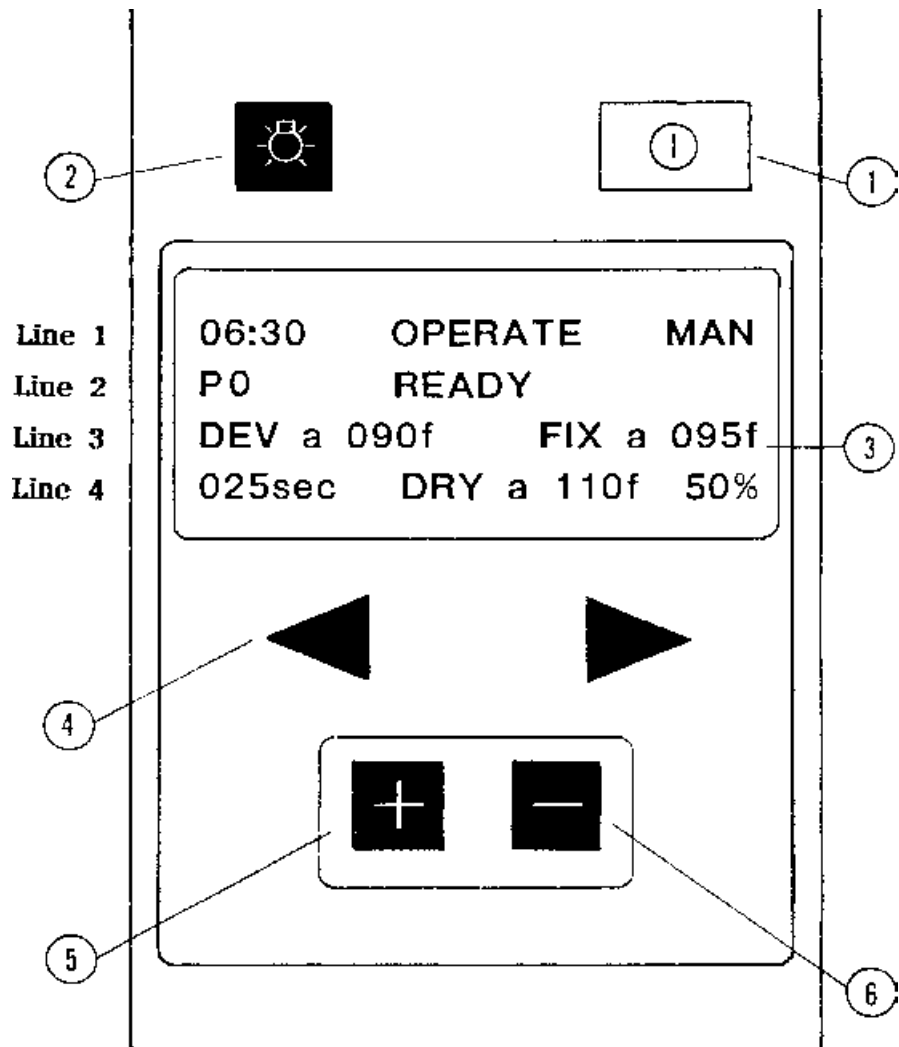 2
1
Line 1 06:30 OPERATE MAN
Line 2 P0 READY
Line 3 DEV a 090f FIX a 095f 3
Line 4 025sec DRY a 110f 50%
4
+ −
5
6